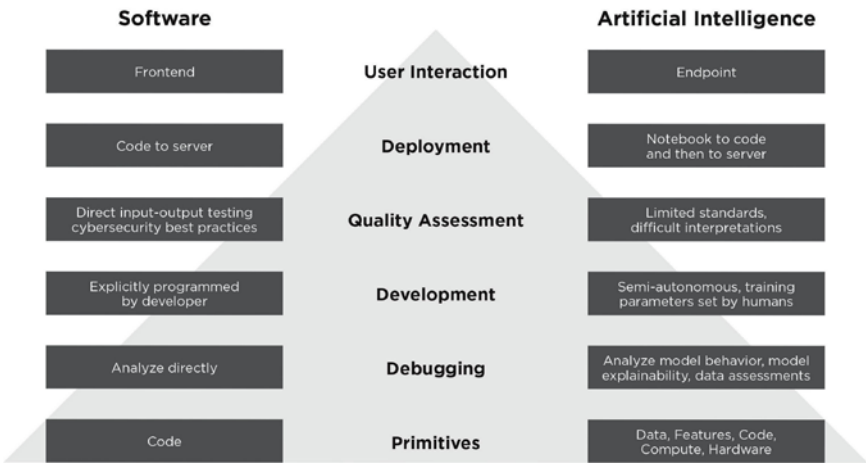 Software
Artificial Intelligence
Frontend
User Interaction
Endpoint
Code to server
Deployment
Notebook to code
and then to server
Direct input-output testing
cybersecurity best practices
Quality Assessment
Limited standards,
difficult interpretations
Explicitly programmed
by developer
Development
Semi-autonomous, training
parameters set by humans
Analyze directly
Debugging
Analyze model behavior, model
explainability, data assessments
Code
Primitives
Data, Features, Code,
Compute, Hardware